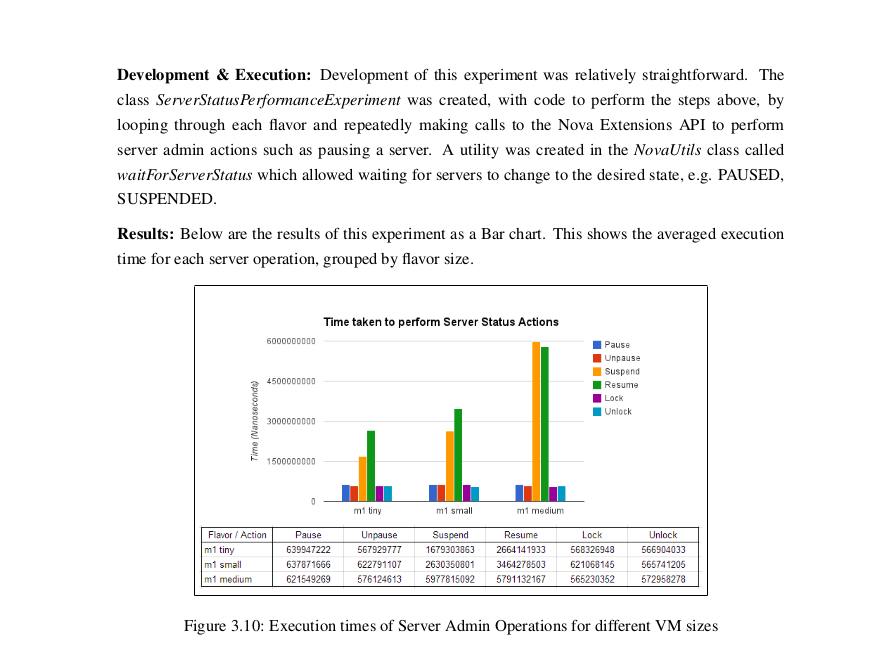 Development & Execution: Development of this experiment was relatively straightforward. The
class ServerStatusPerformanceExperiment was created, with code to perform the steps above, by
looping through each flavor and repeatedly making calls to the Nova Extensions API to perform
server admin actions such as pausing a server. A utility was created in the NovaUtils class called
waitForServerStatus which allowed waiting for servers to change to the desired state, e.g. PAUSED,
SUSPENDED.
Results: Below are the results of this experiment as a Bar chart. This shows the averaged execution
time for each server operation, grouped by flavor size.
Time taken to perform Server Status Actions
Time (Nanoseconds)
6000000000
4500000000
3000000000
1500000000
0
m1 tiny m1 small m1 medium
Pause
Unpause
Suspend
Resume
Lock
Unlock
Flavor / Action Pause Unpause Suspend Resume Lock Unlock
m1 tiny 639947222 567929777 1679303863 2664141933 568326948 566904033
m1 small 637871666 622791107 2630350801 3464278503 621068145 565741205
m1 medium 621549269 576124613 5977815092 5791132167 565230352 572958278
Figure 3.10: Execution times of Server Admin Operations for different VM sizes